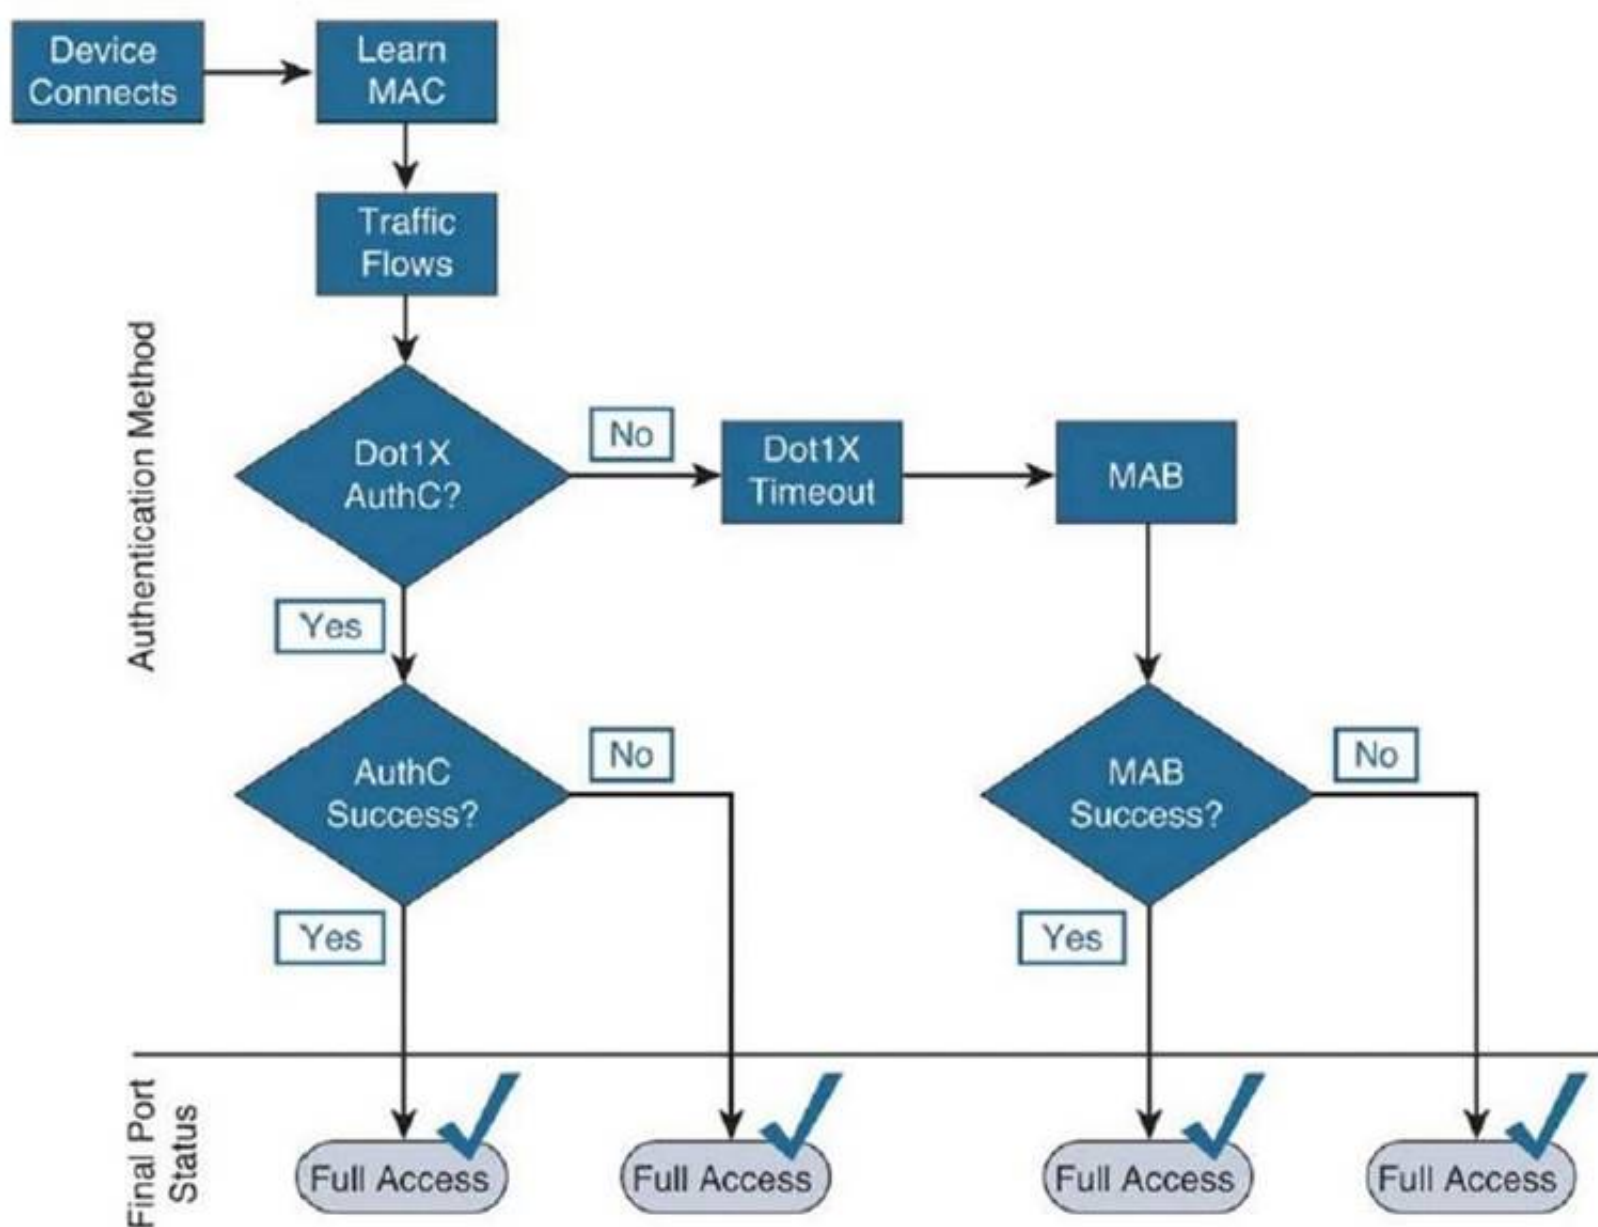 Device
Connects
Learn
MAC
Traffic
Flows
Authentication Method
Dot1X
AuthC?
No
Dot1X
Timeout
MAB
Yes
AuthC
Success?
No
MAB
Success?
No
Yes
Yes
Final Port
Status
Full Access
Full Access
Full Access
Full Access